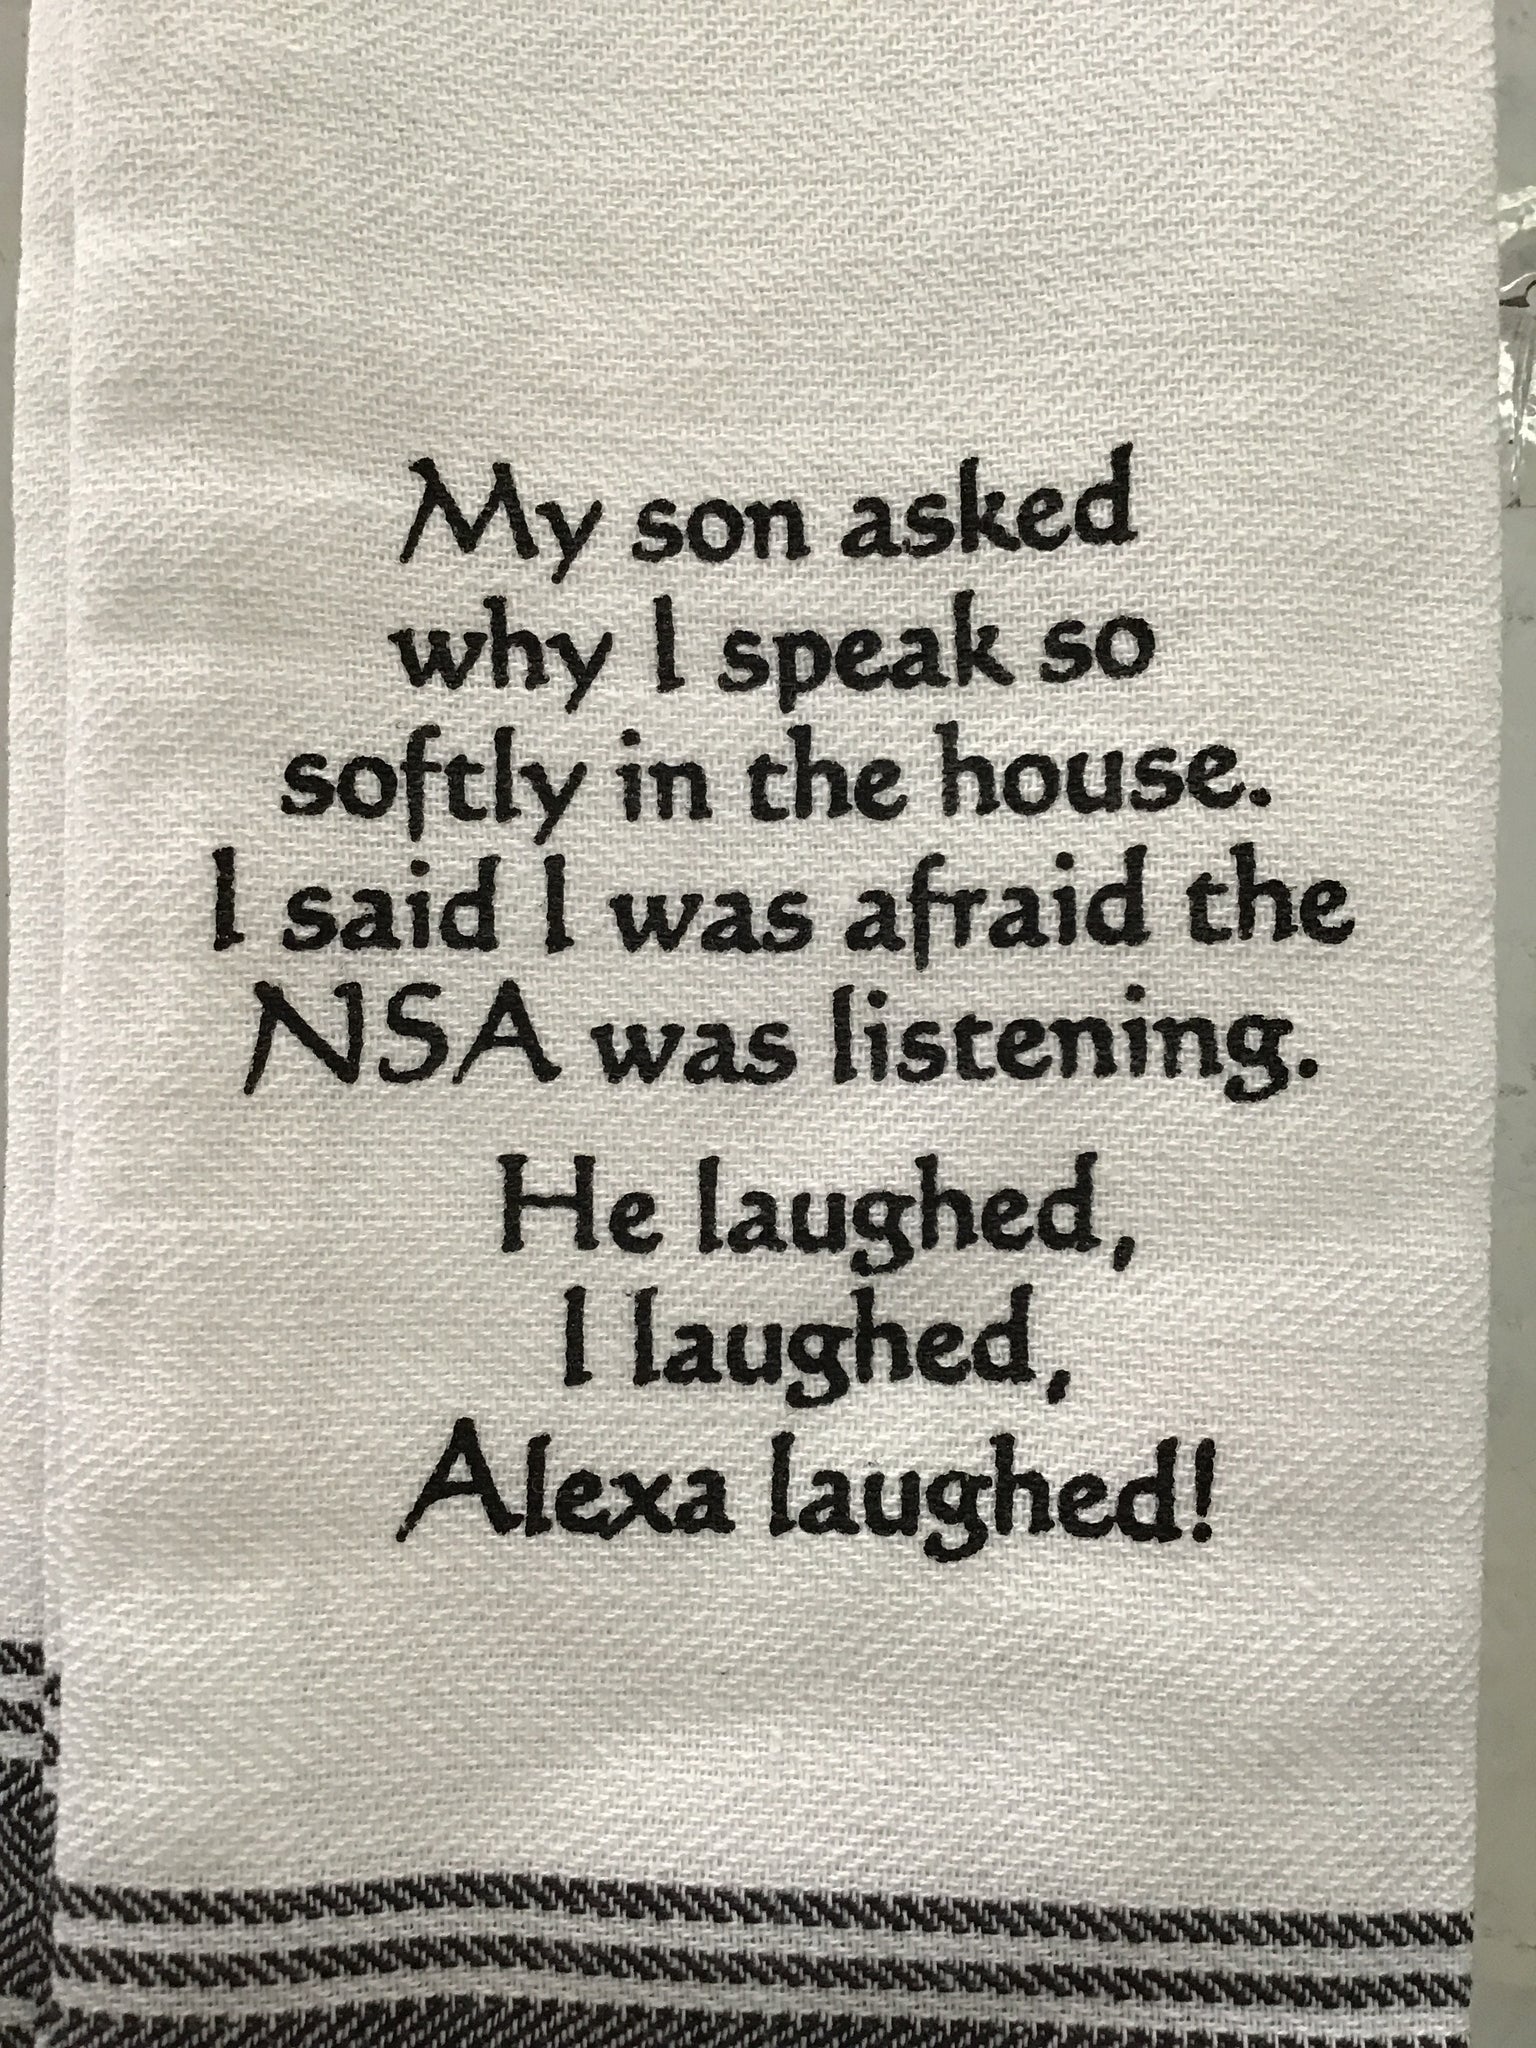 My son asked
why I speak so
softly in the house.
I said I was afraid the
NSA was listening.
He laughed,
I laughed,
Alexa laughed!